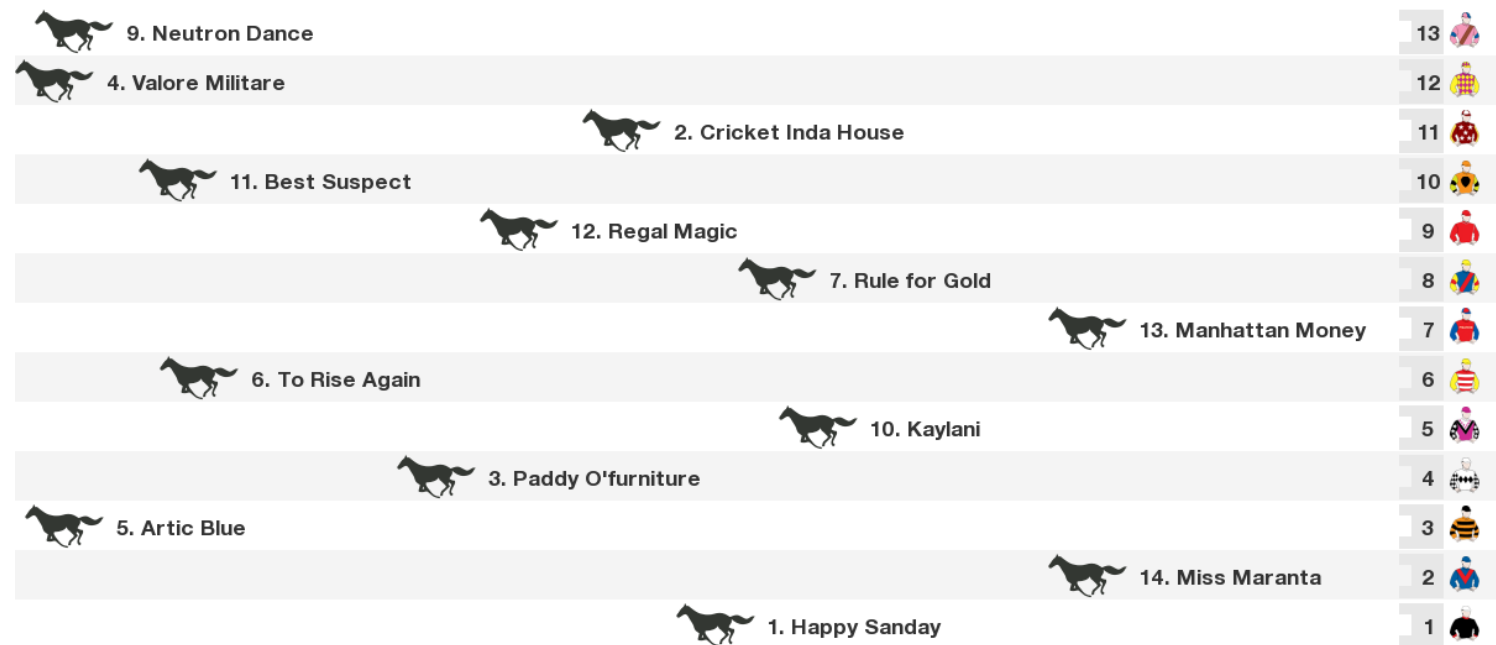 9. Neutron Dance 13
4. Valore Militare 12
2. Cricket Inda House 11
11. Best Suspect 10
12. Regal Magic 9
7. Rule for Gold 8
13. Manhattan Money 7
6. To Rise Again 6
10. Kaylani 5
3. Paddy O'furniture 4
5. Artic Blue 3
14. Miss Maranta 2
1. Happy Sanday 1